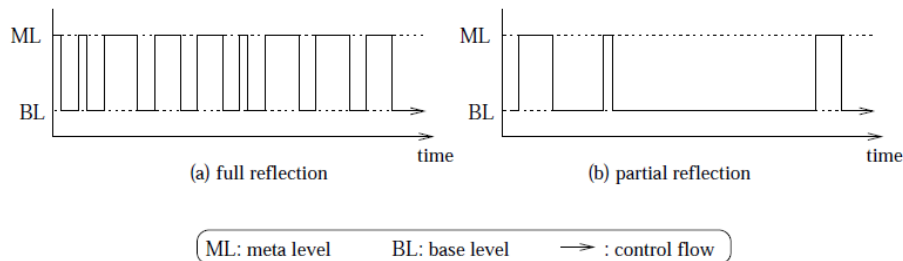 ML
BL
time
(a) full reflection
ML
BL
time
(b) partial reflection
ML: meta level BL: base level : control flow